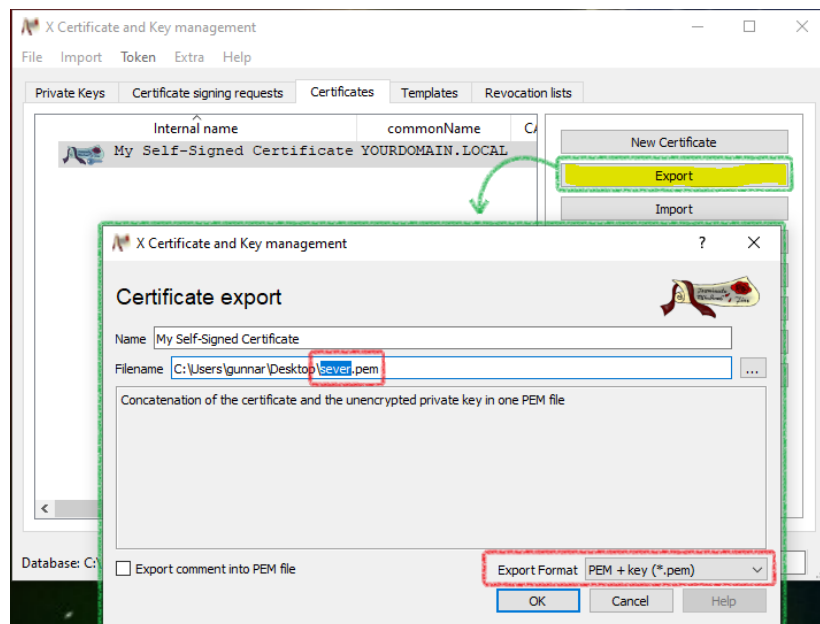 X Certificate and Key management
File Import Token Extra Help
Private Keys Certificate signing requests Certificates Templates Revocation lists
Internal name commonName CA
My Self-Signed Certificate YOURDOMAIN.LOCAL
New Certificate
Export
Import
X Certificate and Key management
Certificate export
Name My Self-Signed Certificate
Filename C:\Users\gunnar\Desktop\sever.pem ...
Concatenation of the certificate and the unencrypted private key in one PEM file
Database: C:\
Export comment into PEM file
Export Format PEM + key (*.pem)
OK Cancel Help